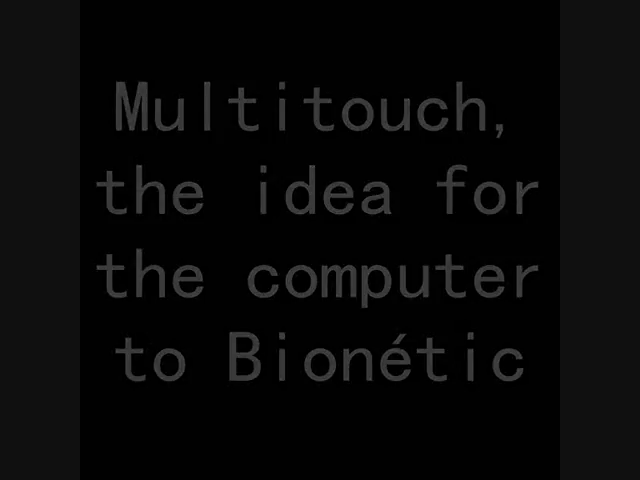 Multitouch,
the idea for
the computer
to Bionétic